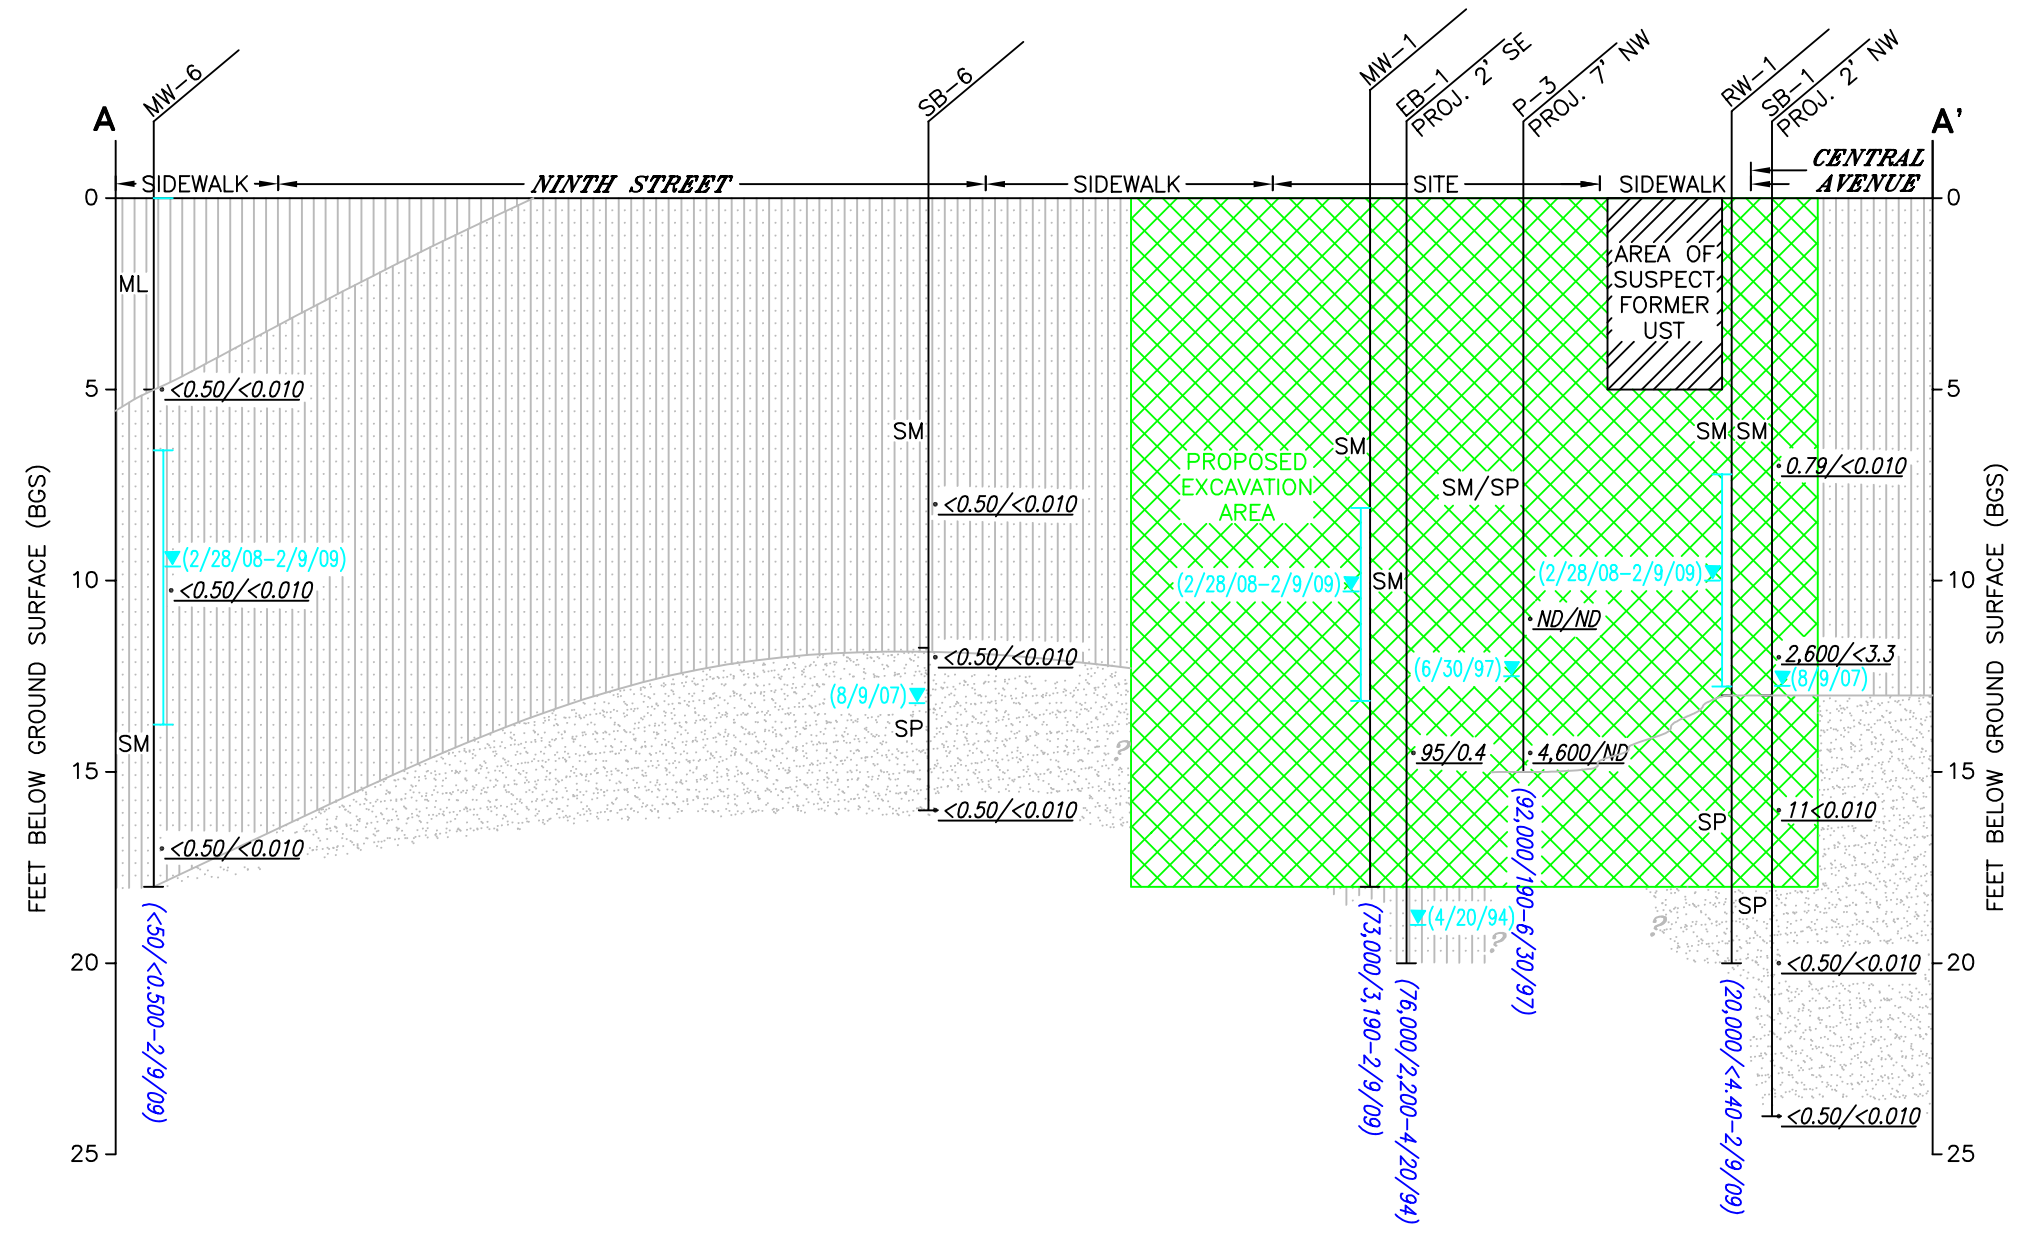 MW-6
SB-6
MW-1
EB-1
PROJ. 2' SE
P-3
PROJ. 7' NW
RW-1
SB-1
PROJ. 2' NW
A
A'
SIDEWALK
NINTH STREET
SIDEWALK
SITE
SIDEWALK
CENTRAL
AVENUE
0
0
AREA OF
SUSPECT
FORMER
UST
ML
5
<0.50/<0.010
5
SM
SM
SM
SM
PROPOSED
EXCAVATION
AREA
SM/SP
0.79/<0.010
<0.50/<0.010
(2/28/08-2/9/09)
<0.50/<0.010
10
(2/28/08-2/9/09)
SM
(2/28/08-2/9/09)
10
ND/ND
<0.50/<0.010
2,600/<3.3
(6/30/97)
(8/9/07)
(8/9/07)
SM
SP
?
95/0.4
4,600/ND
15
15
<0.50/<0.010
SP
11<0.010
<0.50/<0.010
SP
(4/20/94)
?
?
20
<0.50/<0.010
20
<0.50/<0.010
25
25
FEET BELOW GROUND SURFACE (BGS)
FEET BELOW GROUND SURFACE (BGS)
(<50/<0.500-2/9/09)
(73,000/3,190-2/9/09)
(76,000/2,200-4/20/94)
(92,000/190-6/30/97)
(20,000/<4.40-2/9/09)